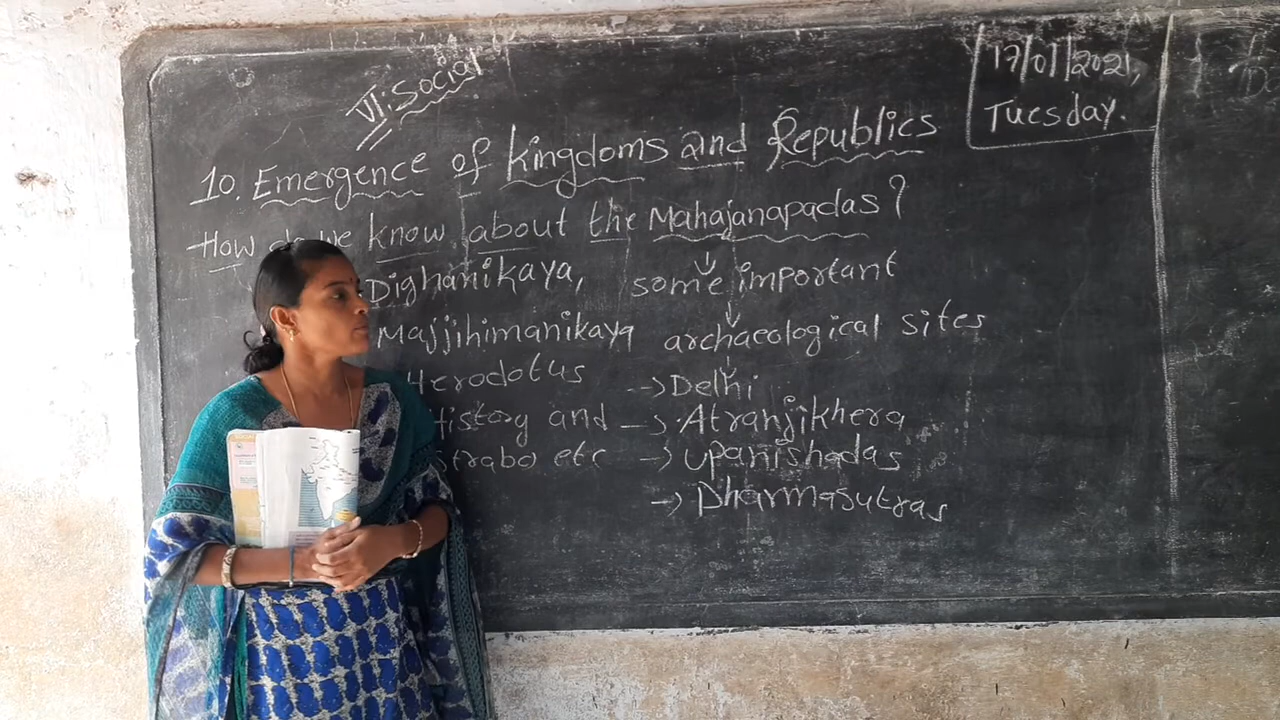 VI. Social
17/01/2021,
Tuesday.
10. Emergence of kingdoms and Republics
How do we know about the Mahajanapadas?
Dighanikaya, some important
Majjihimanikaya archaeological sites
Herodotus → Delhi
History and → Atranjikhera
Strabo etc → Upanishadas
→ Dharmasutras